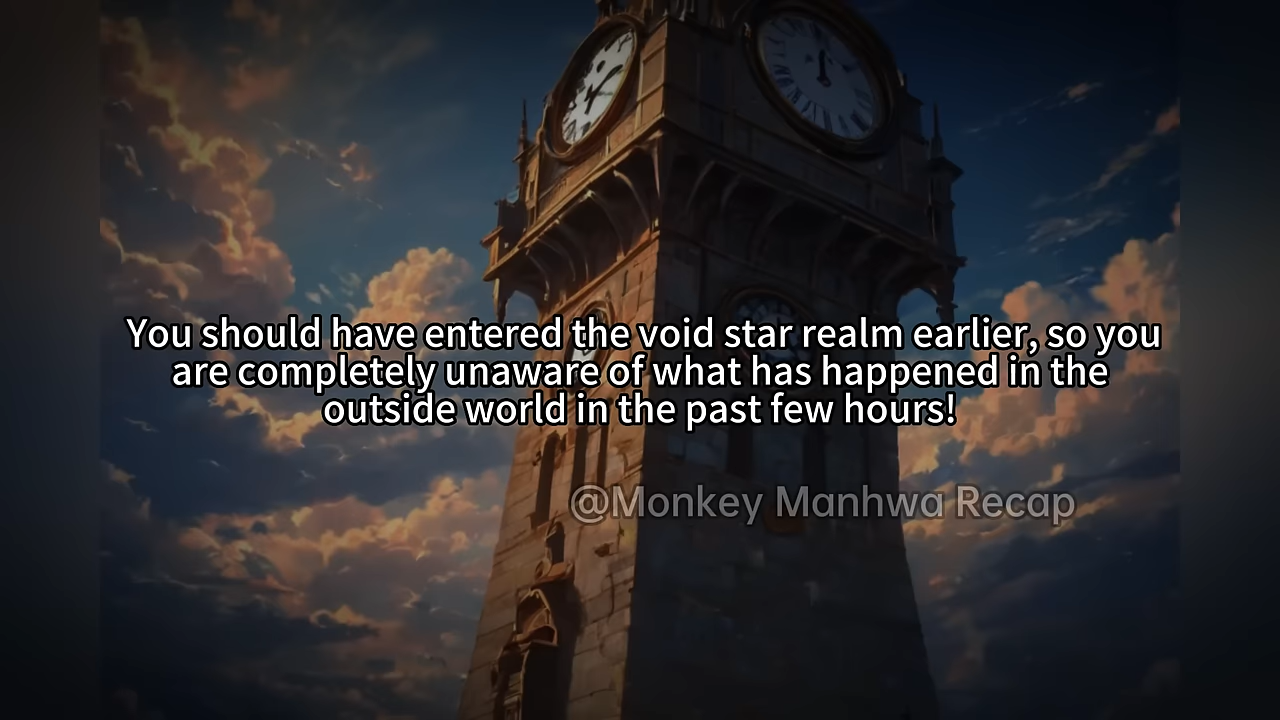 You should have entered the void star realm earlier, so you
are completely unaware of what has happened in the
outside world in the past few hours!
@Monkey Manhwa Recap